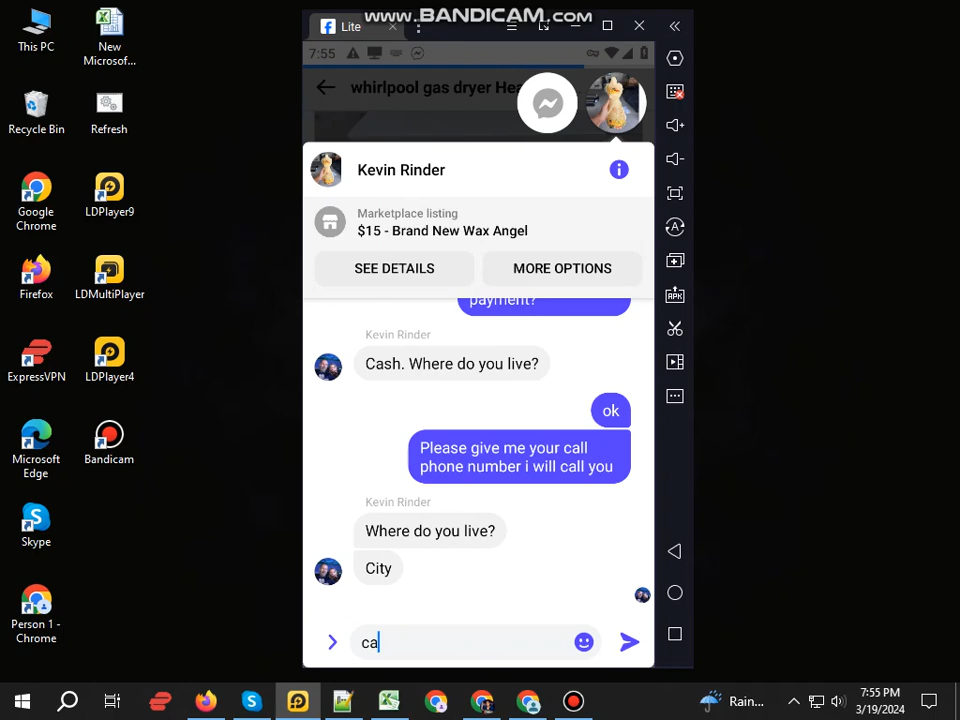 WWW.BANDICAM.COM
Lite
7:55
whirlpool gas dryer Hea
Kevin Rinder
Marketplace listing
$15 - Brand New Wax Angel
SEE DETAILS
MORE OPTIONS
payment?
Kevin Rinder
Cash. Where do you live?
ok
Please give me your call
phone number i will call you
Kevin Rinder
Where do you live?
City
ca
This PC
New
Microsof...
Recycle Bin
Refresh
Google
Chrome
LDPlayer9
Firefox
LDMultiPlayer
ExpressVPN
LDPlayer4
Microsoft
Edge
Bandicam
Skype
Person 1 -
Chrome
APK
Rain...
7:55 PM
3/19/2024